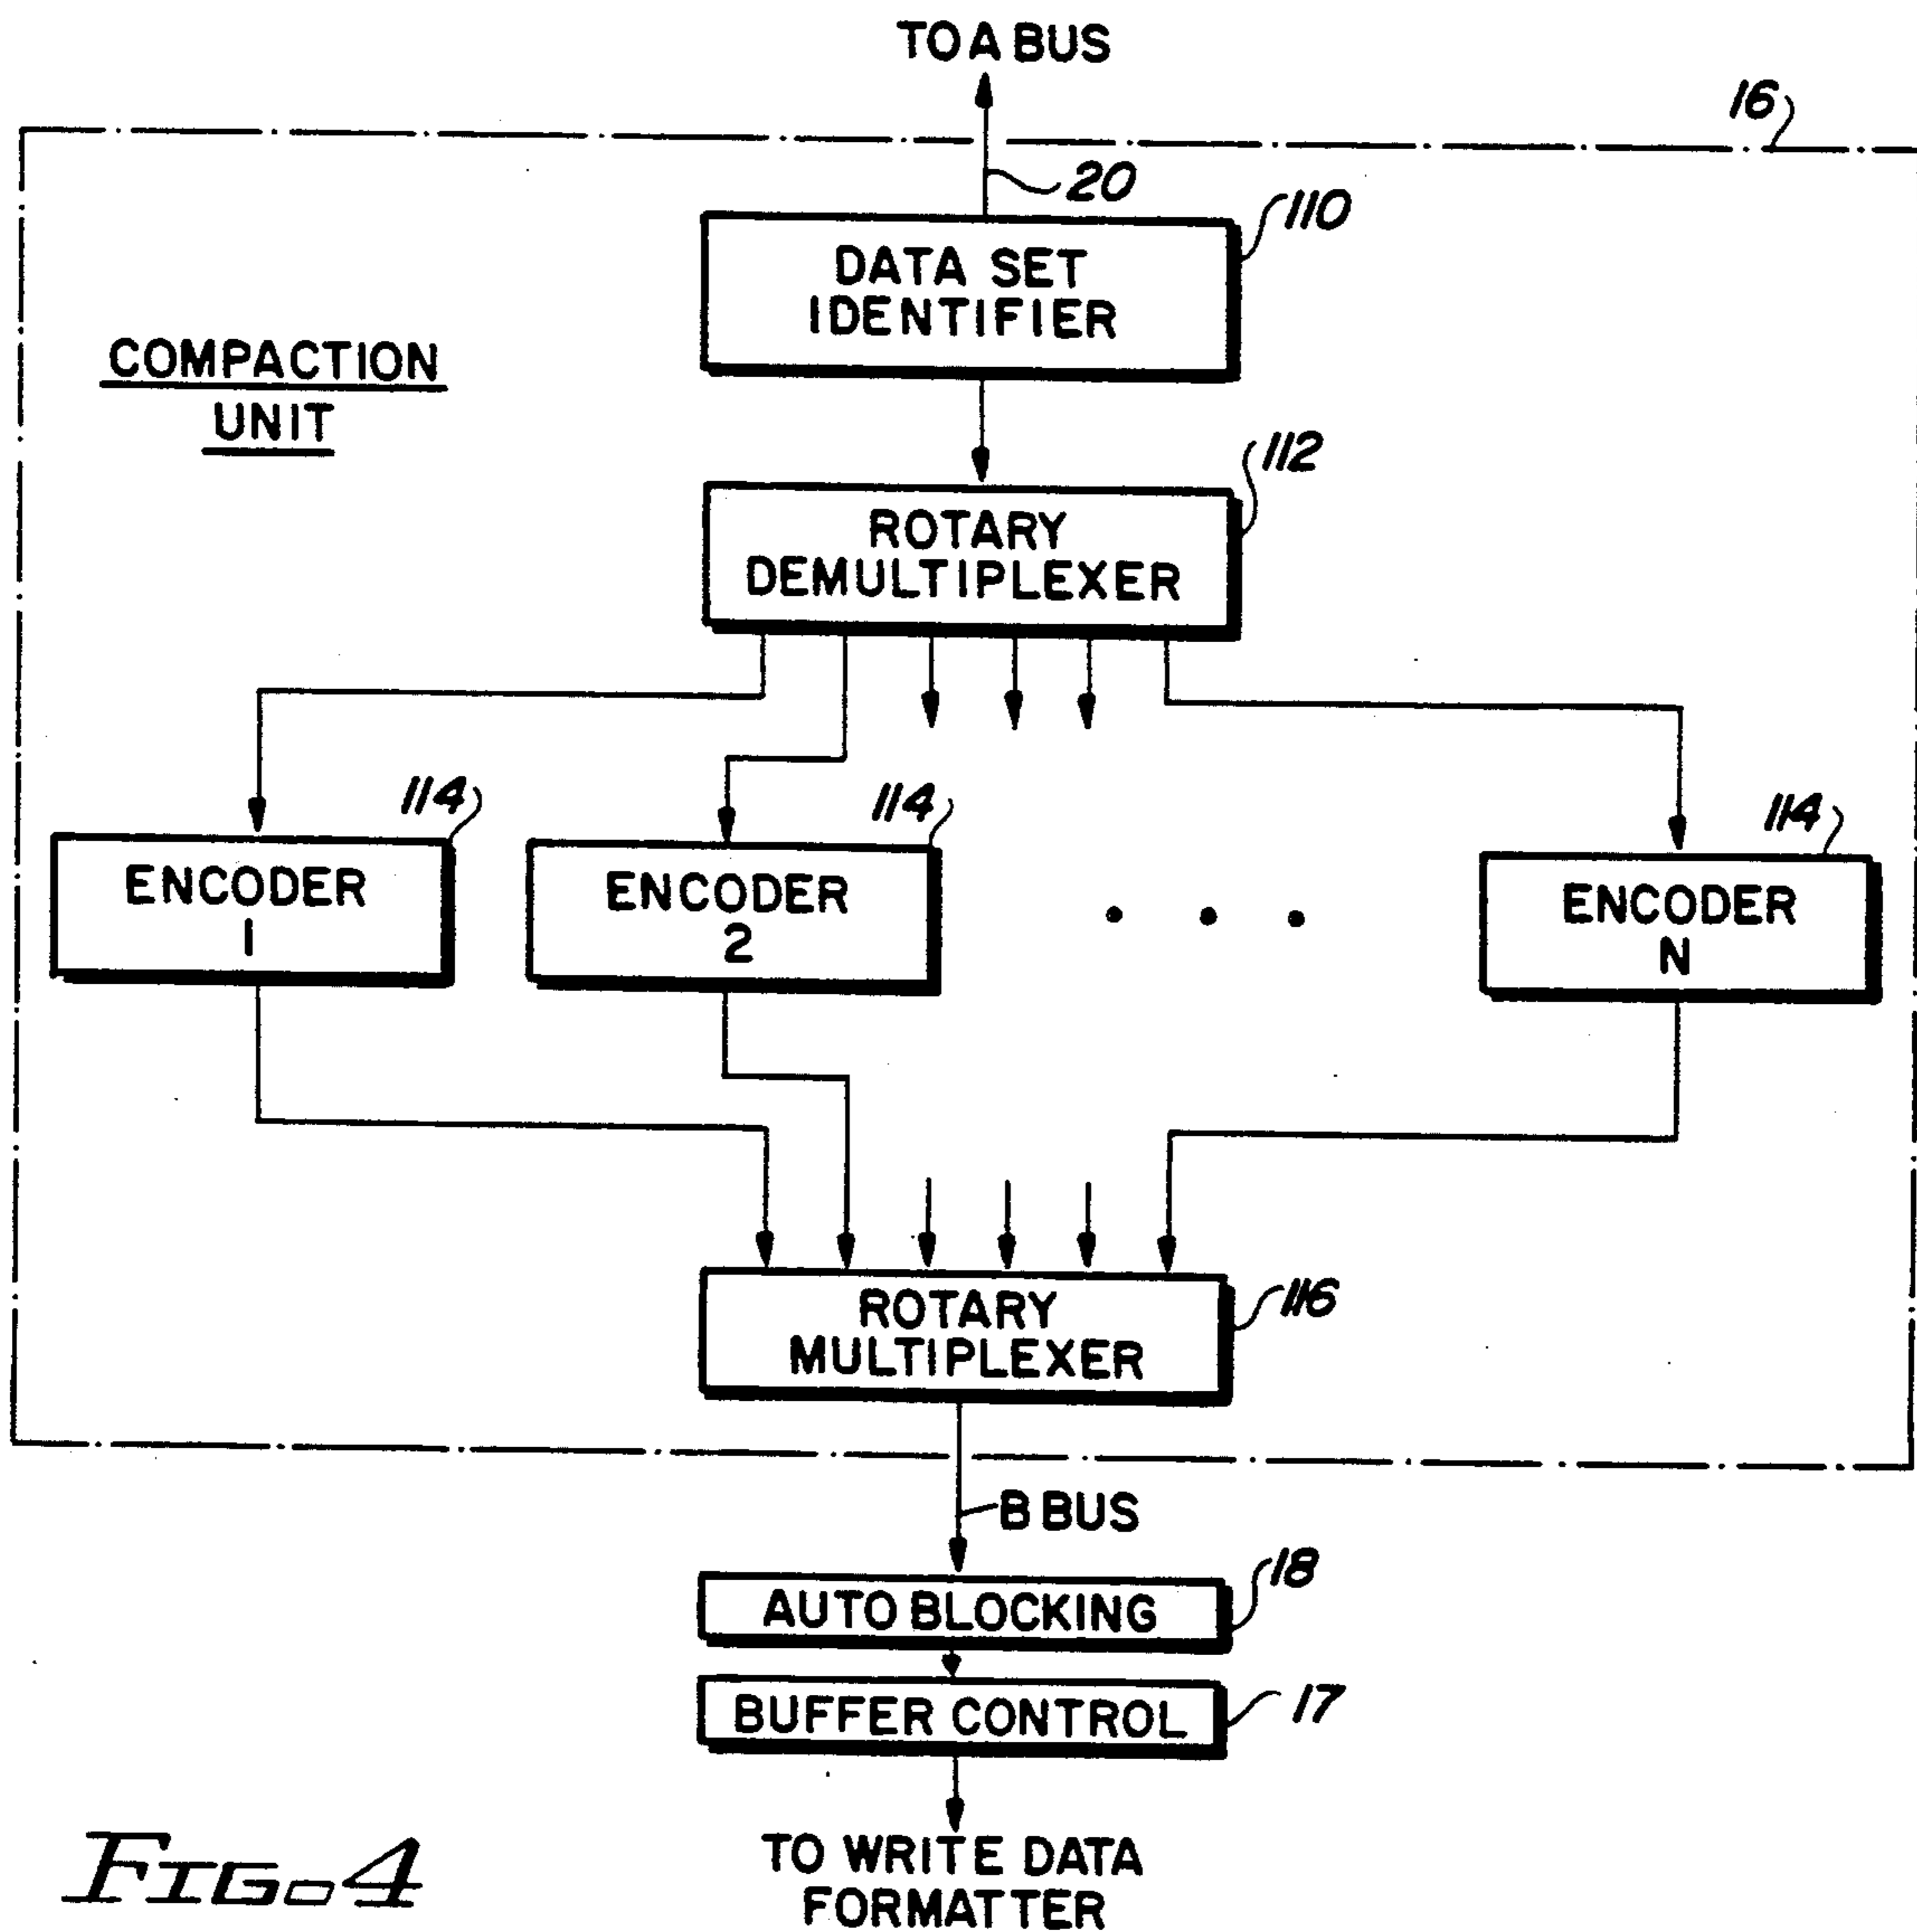 TO A BUS
16
20
110
DATA SET
IDENTIFIER
COMPACTION
UNIT
112
ROTARY
DEMULTIPLEXER
114
114
114
ENCODER
1
ENCODER
2
ENCODER
N
ROTARY
MULTIPLEXER
116
B BUS
18
AUTO BLOCKING
BUFFER CONTROL
17
TO WRITE DATA
FORMATTER
FIG. 4